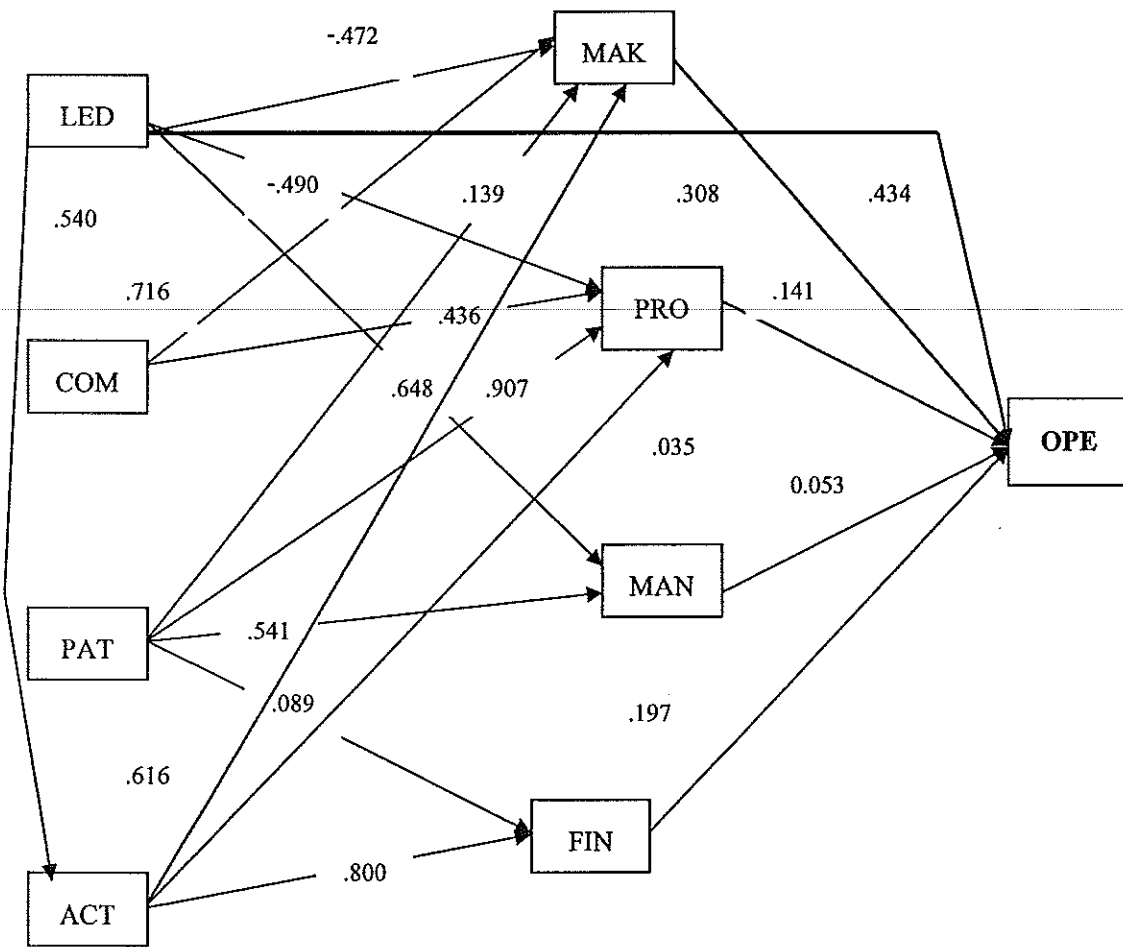 -.472
MAK
LED
-.490
.139
.308
.434
.540
.716
.436
PRO
.141
COM
.648
.907
.035
OPE
0.053
MAN
.541
PAT
.089
.197
.616
FIN
.800
ACT